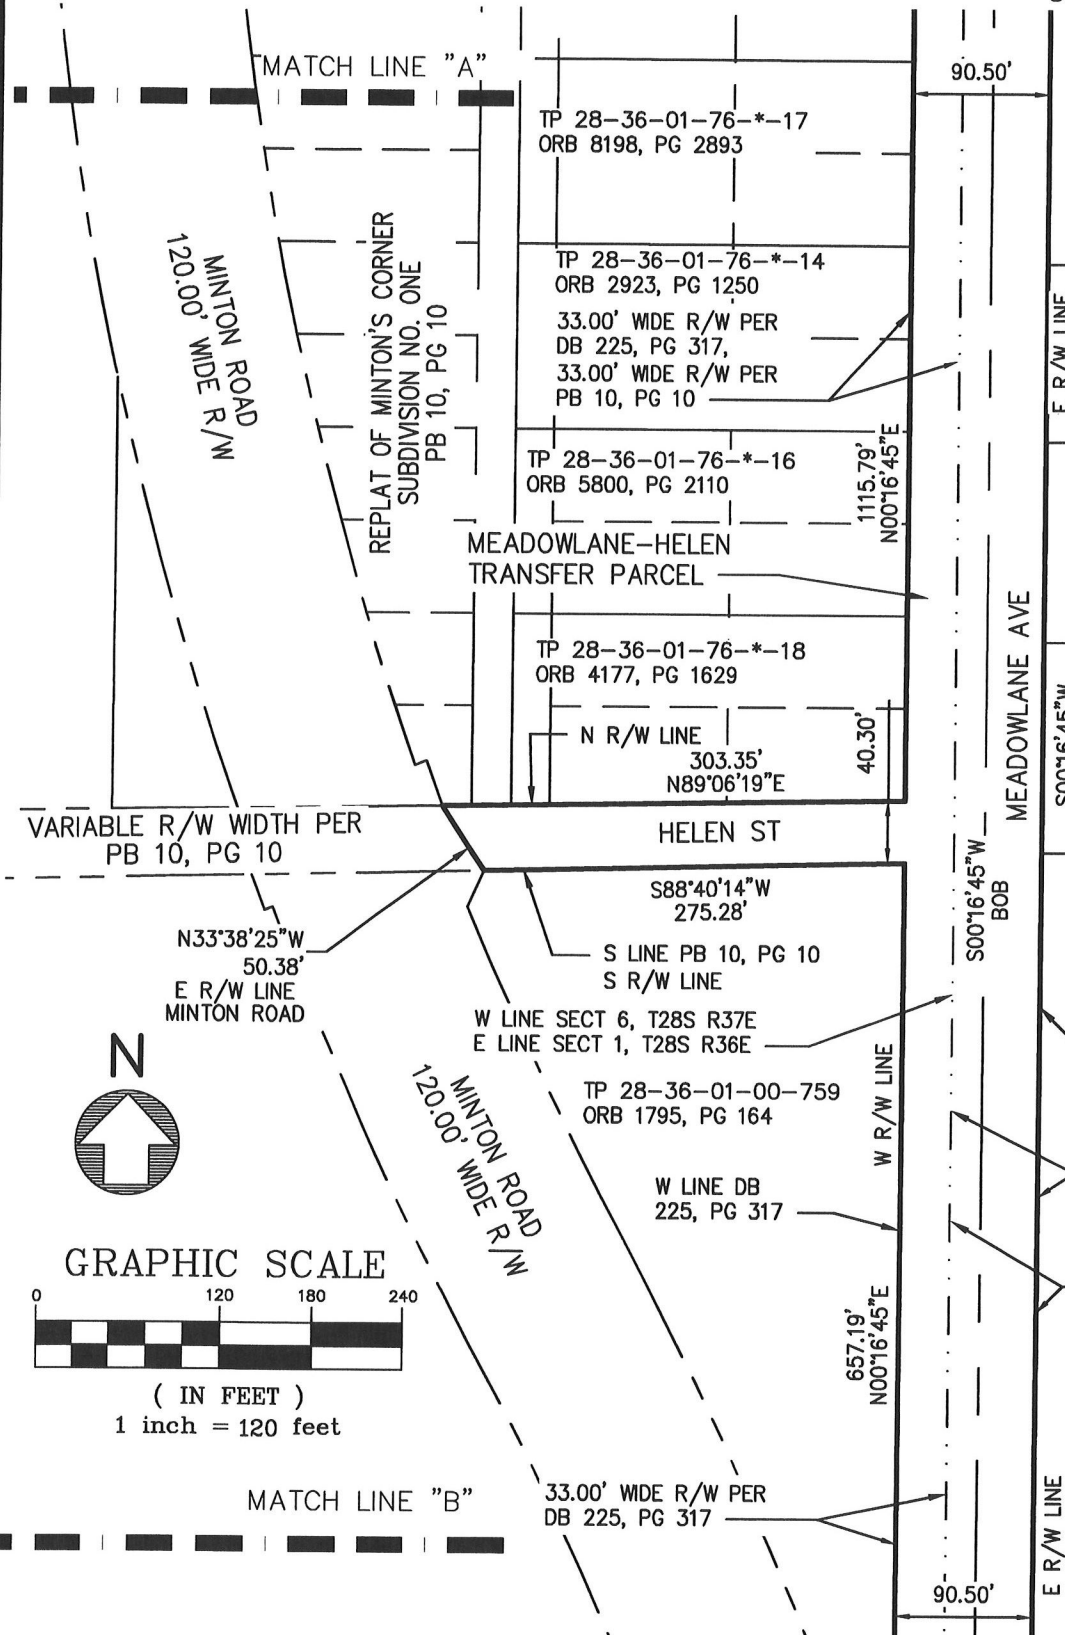 MATCH LINE "A"
90.50'
TP 28-36-01-76-*-17
ORB 8198, PG 2893
MINTON ROAD
120.00' WIDE R/W
REPLAT OF MINTON'S CORNER
SUBDIVISION NO. ONE
PB 10, PG 10
TP 28-36-01-76-*-14
ORB 2923, PG 1250
33.00' WIDE R/W PER
DB 225, PG 317,
33.00' WIDE R/W PER
PB 10, PG 10
E R/W LINE
TP 28-36-01-76-*-16
ORB 5800, PG 2110
1115.79'
N00°16'45"E
MEADOWLANE-HELEN
TRANSFER PARCEL
MEADOWLANE AVE
TP 28-36-01-76-*-18
ORB 4177, PG 1629
S00°16'45"W
N R/W LINE
303.35'
N89°06'19"E
40.30'
VARIABLE R/W WIDTH PER
PB 10, PG 10
HELEN ST
S00°16'45"W
BOB
S88°40'14"W
275.28'
N33°38'25"W
50.38'
E R/W LINE
MINTON ROAD
S LINE PB 10, PG 10
S R/W LINE
W LINE SECT 6, T28S R37E
E LINE SECT 1, T28S R36E
N
MINTON ROAD
120.00' WIDE R/W
TP 28-36-01-00-759
ORB 1795, PG 164
W R/W LINE
W LINE DB
225, PG 317
GRAPHIC SCALE
0 120 180 240
( IN FEET )
1 inch = 120 feet
657.19'
N00°16'45"E
MATCH LINE "B"
33.00' WIDE R/W PER
DB 225, PG 317
E R/W LINE
90.50'